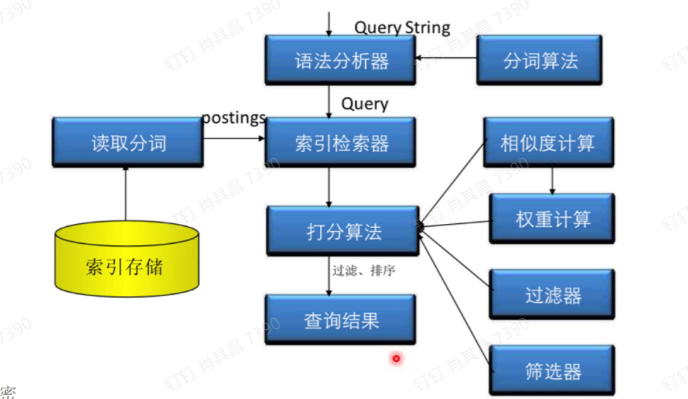 Query String
语法分析器
分词算法
Query
postings
读取分词
索引检索器
相似度计算
打分算法
权重计算
索引存储
过滤、排序
过滤器
查询结果
筛选器
密
钉钉 肖其昌 7390